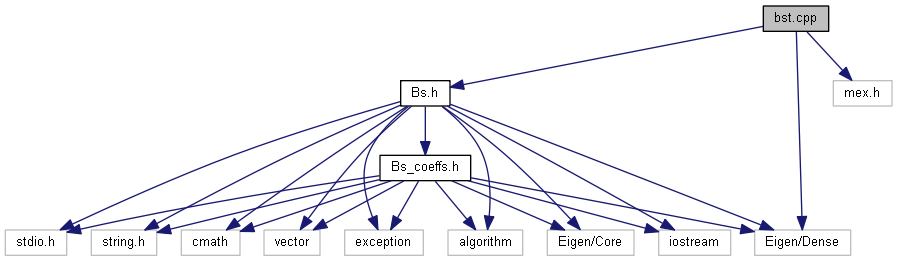 bst.cpp
Bs.h
mex.h
Bs_coeffs.h
stdio.h
string.h
cmath
vector
exception
algorithm
Eigen/Core
iostream
Eigen/Dense